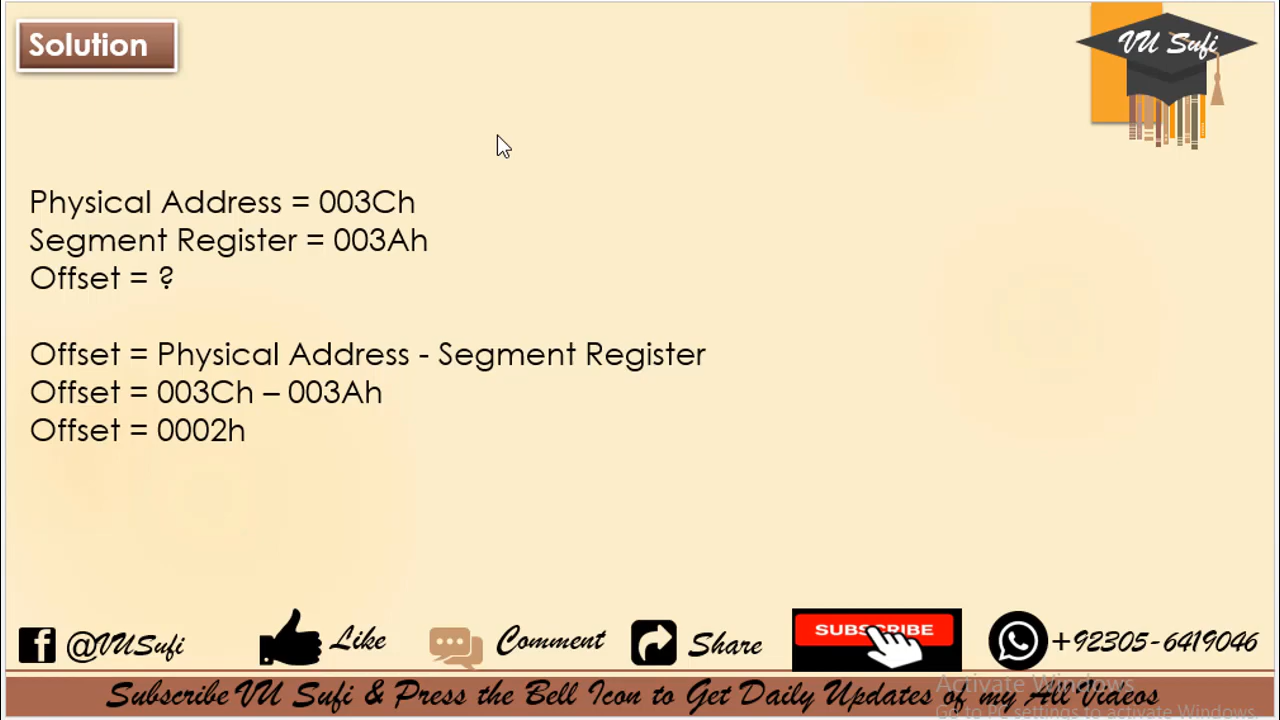 Solution
VU Sufi
Physical Address = 003Ch
Segment Register = 003Ah
Offset = ?
Offset = Physical Address - Segment Register
Offset = 003Ch – 003Ah
Offset = 0002h
@VUSufi
Like
Comment
Share
SUBSCRIBE
+92305-6419046
Subscribe VU Sufi & Press the Bell Icon to Get Daily Updates of my All Videos
Activate Windows
Go to PC settings to activate Windows.